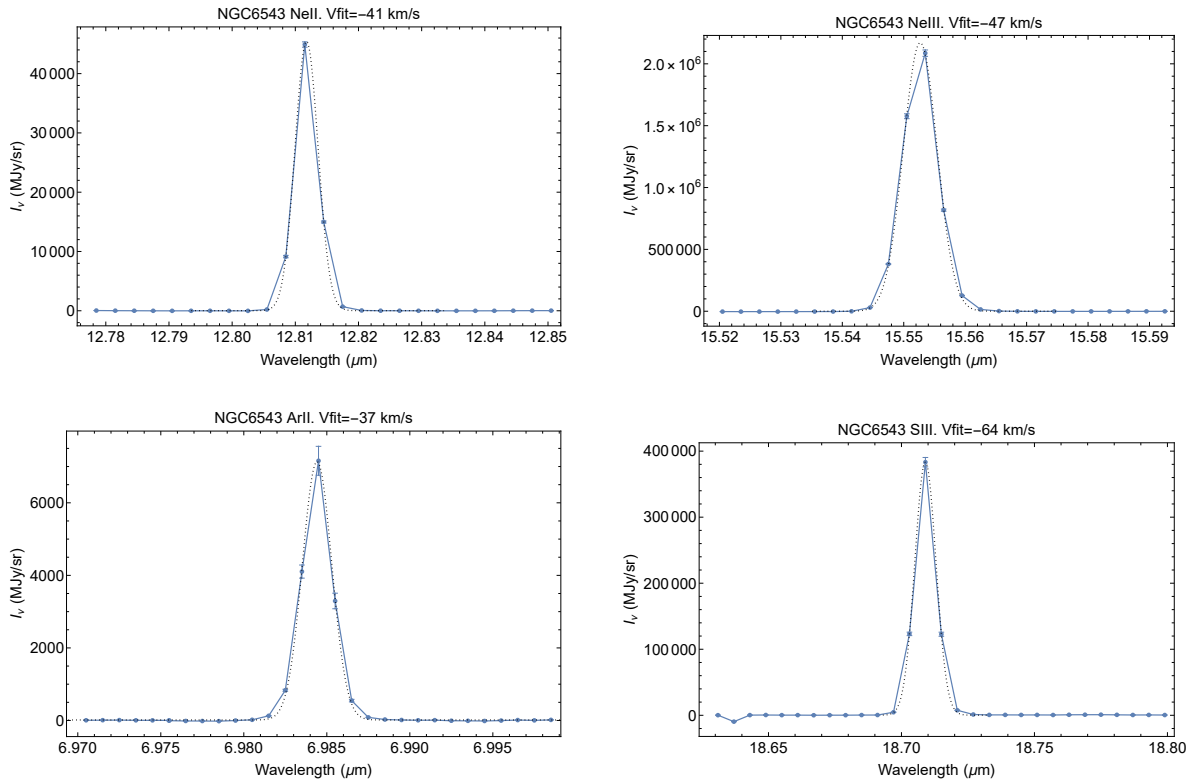 NGC6543 NeII. Vfit=−41 km/s
40 000
30 000
20 000
10 000
0
I_ν (MJy/sr)
12.78 12.79 12.80 12.81 12.82 12.83 12.84 12.85
Wavelength (μm)
NGC6543 NeIII. Vfit=−47 km/s
2.0 × 10⁶
1.5 × 10⁶
1.0 × 10⁶
500 000
0
I_ν (MJy/sr)
15.52 15.53 15.54 15.55 15.56 15.57 15.58 15.59
Wavelength (μm)
NGC6543 ArII. Vfit=−37 km/s
6000
4000
2000
0
I_ν (MJy/sr)
6.970 6.975 6.980 6.985 6.990 6.995
Wavelength (μm)
NGC6543 SIII. Vfit=−64 km/s
400 000
300 000
200 000
100 000
0
I_ν (MJy/sr)
18.65 18.70 18.75 18.80
Wavelength (μm)